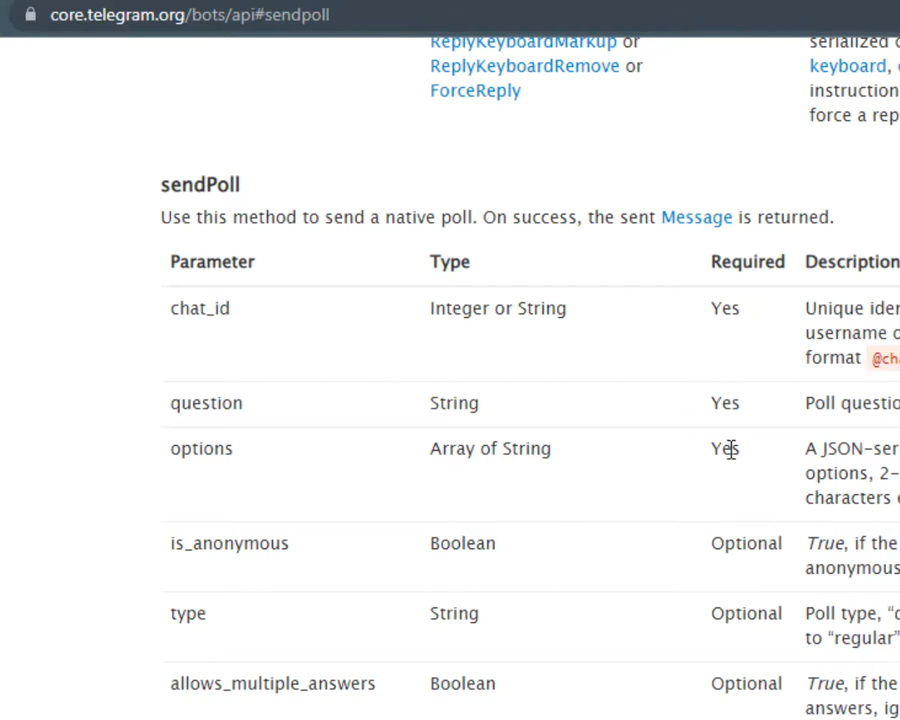 core.telegram.org/bots/api#sendpoll
ReplyKeyboardMarkup or serialized
ReplyKeyboardRemove or keyboard,
ForceReply instruction
force a rep
sendPoll
Use this method to send a native poll. On success, the sent Message is returned.
Parameter Type Required Description
chat_id Integer or String Yes Unique iden
username o
format @cha
question String Yes Poll questio
options Array of String Yes A JSON-ser
options, 2-
characters e
is_anonymous Boolean Optional True, if the
anonymous
type String Optional Poll type, “q
to “regular”
allows_multiple_answers Boolean Optional True, if the
answers, ig